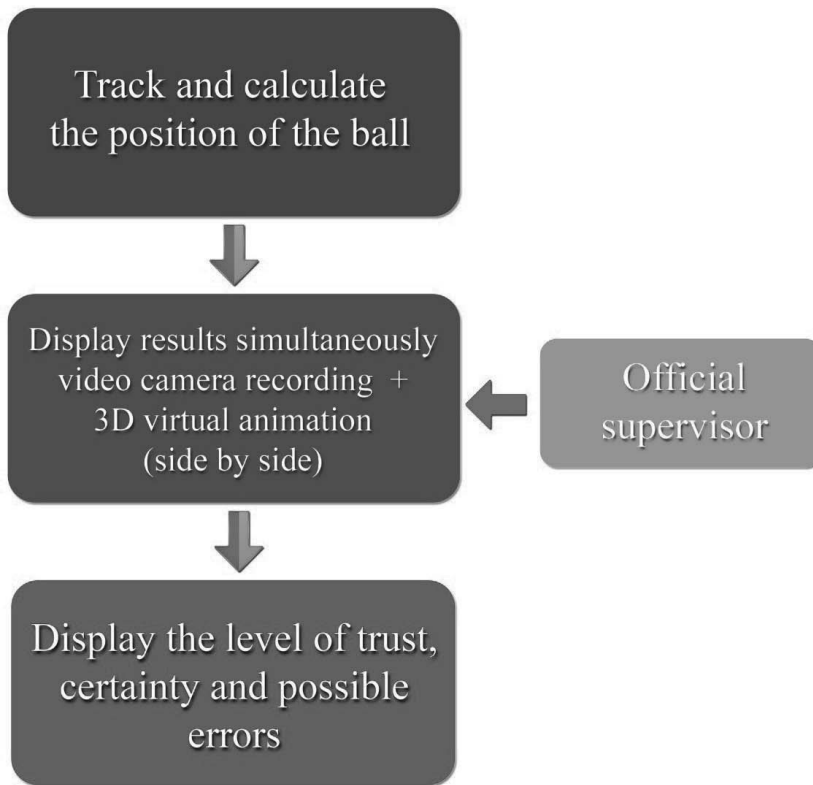 Track and calculate
the position of the ball
Display results simultaneously
video camera recording +
3D virtual animation
(side by side)
Official
supervisor
Display the level of trust,
certainty and possible
errors